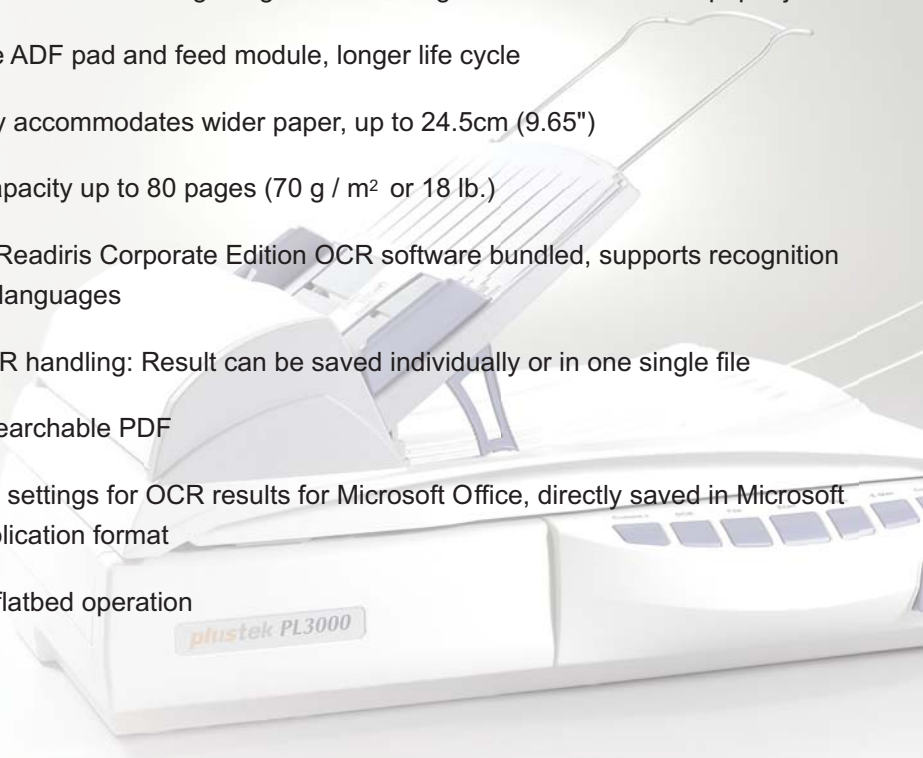 e ADF pad and feed module, longer life cycle
y accommodates wider paper, up to 24.5cm (9.65")
apacity up to 80 pages (70 g / m² or 18 lb.)
Readiris Corporate Edition OCR software bundled, supports recognition
languages
R handling: Result can be saved individually or in one single file
earchable PDF
settings for OCR results for Microsoft Office, directly saved in Microsoft
plication format
flatbed operation
plustek PL3000